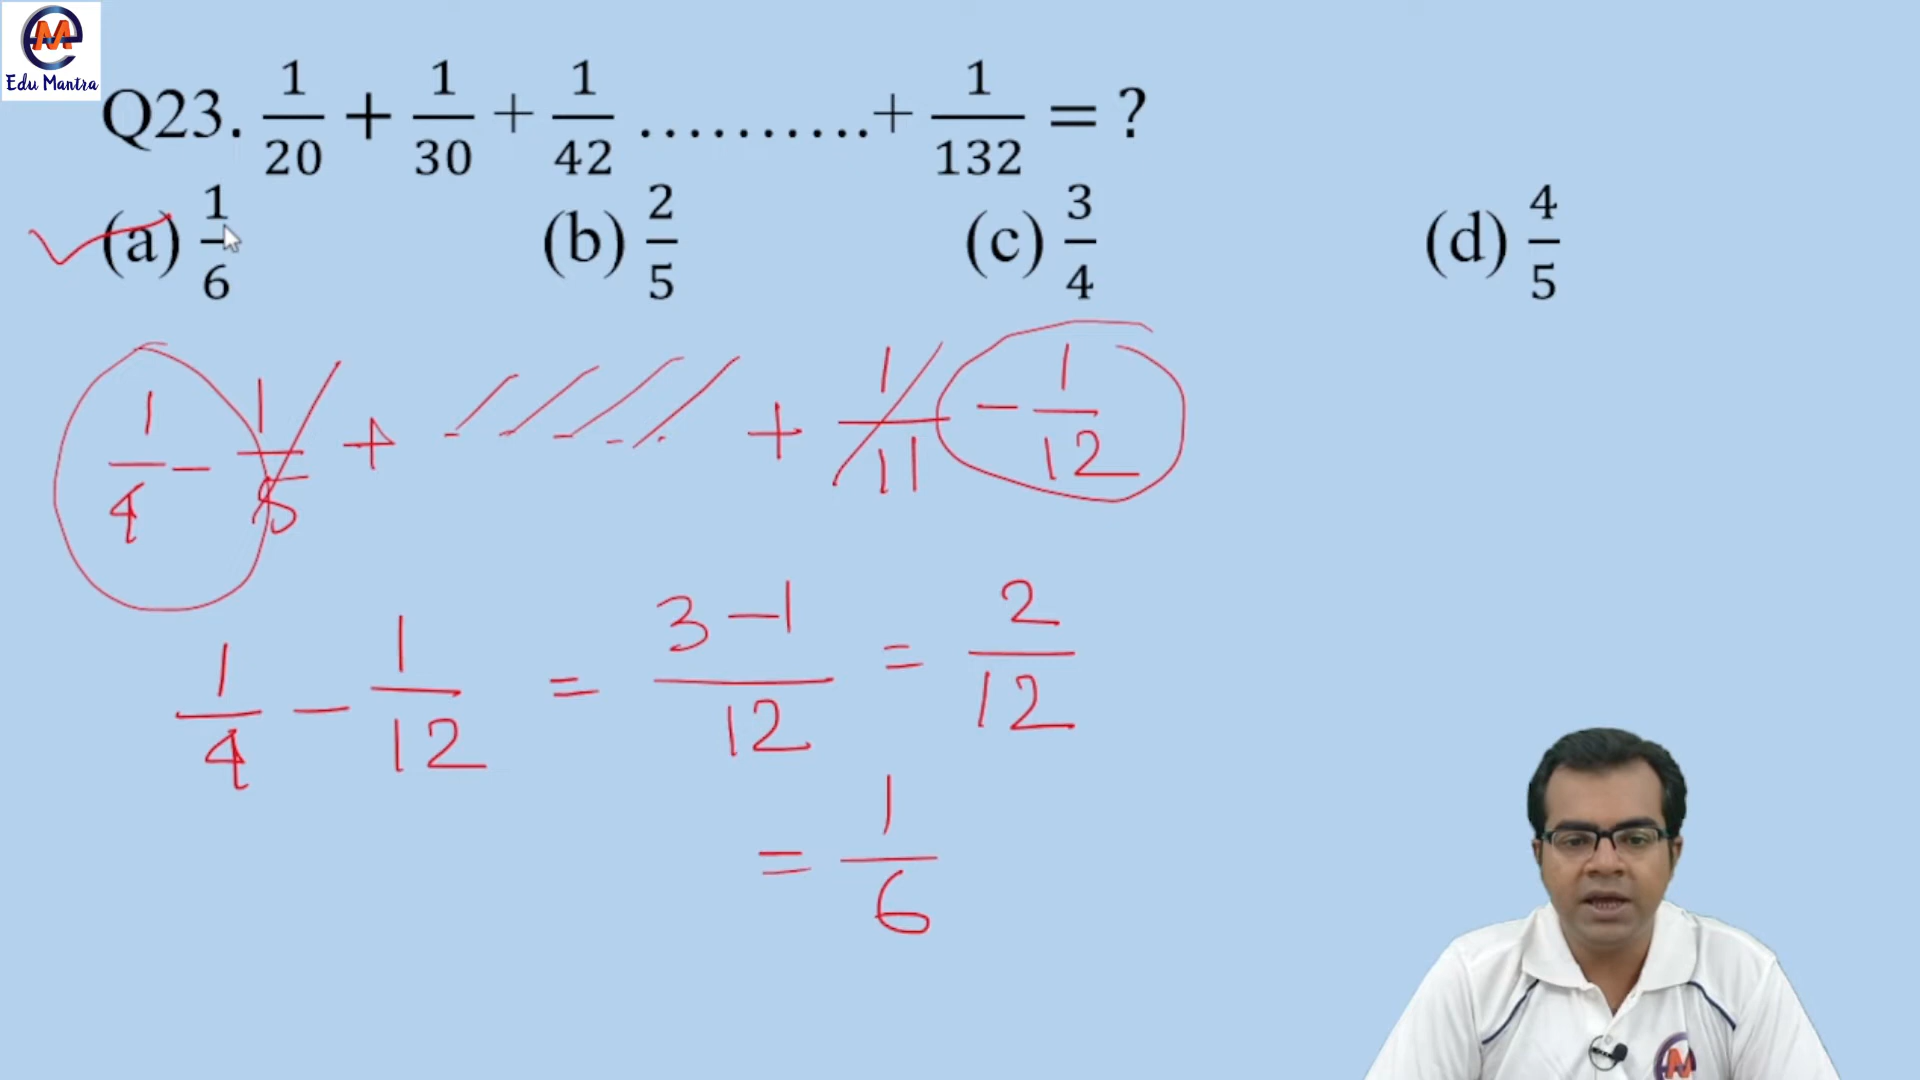 EM
Edu Mantra
Q23. 1/20 + 1/30 + 1/42 ..........+ 1/132 = ?
(a) 1/6 (b) 2/5 (c) 3/4 (d) 4/5
1/4 - 1/5 + - - - - - + 1/11 - 1/12
1/4 - 1/12 = 3-1/12 = 2/12
= 1/6
EM